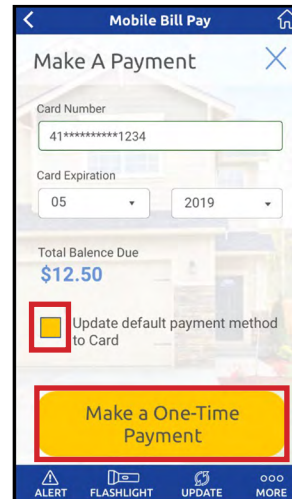 Mobile Bill Pay
Make A Payment
Card Number
41**********1234
Card Expiration
05
2019
Total Balence Due
$12.50
Update default payment method
to Card
Make a One-Time
Payment
ALERT
FLASHLIGHT
UPDATE
MORE